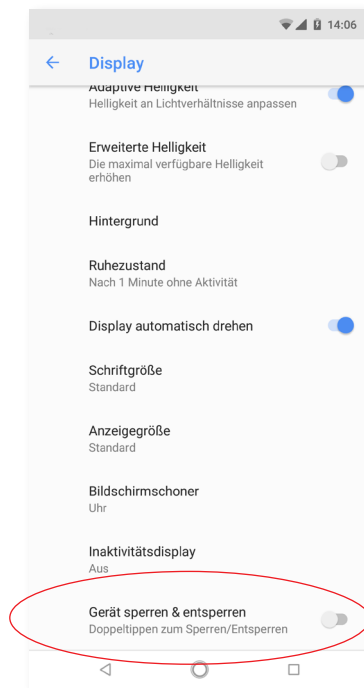 14:06
Display
Adaptive Helligkeit
Helligkeit an Lichtverhältnisse anpassen
Erweiterte Helligkeit
Die maximal verfügbare Helligkeit
erhöhen
Hintergrund
Ruhezustand
Nach 1 Minute ohne Aktivität
Display automatisch drehen
Schriftgröße
Standard
Anzeigegröße
Standard
Bildschirmschoner
Uhr
Inaktivitätsdisplay
Aus
Gerät sperren & entsperren
Doppeltippen zum Sperren/Entsperren